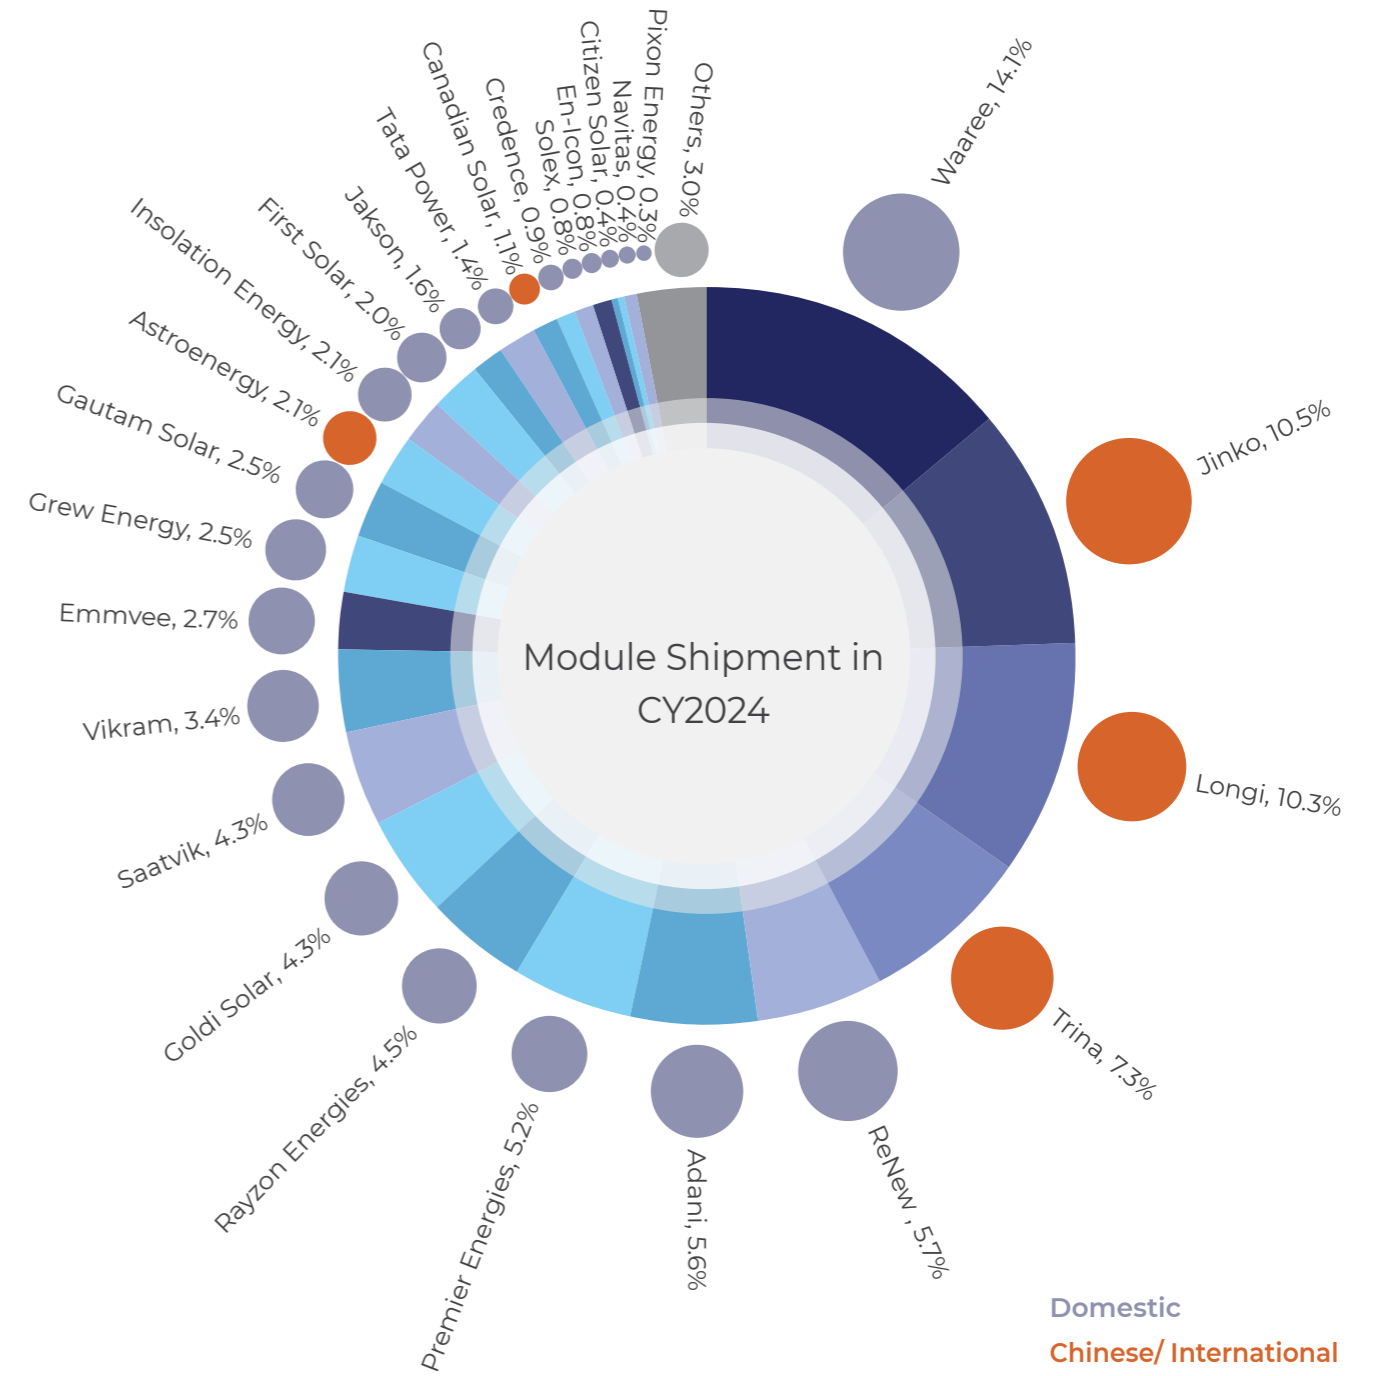 Waaree, 14.1%
Jinko, 10.5%
Longi, 10.3%
Trina, 7.3%
ReNew , 5.7%
Adani, 5.6%
Premier Energies, 5.2%
Rayzon Energies, 4.5%
Goldi Solar, 4.3%
Saatvik, 4.3%
Vikram, 3.4%
Emmvee, 2.7%
Grew Energy, 2.5%
Gautam Solar, 2.5%
Astroenergy, 2.1%
Insolation Energy, 2.1%
First Solar, 2.0%
Jakson, 1.6%
Tata Power, 1.4%
Canadian Solar, 1.1%
Credence, 0.9%
Solex, 0.8%
En-Icon, 0.8%
Citizen Solar, 0.4%
Navitas, 0.4%
Pixon Energy, 0.3%
Others, 3.0%
Module Shipment in
CY2024
Domestic
Chinese/ International